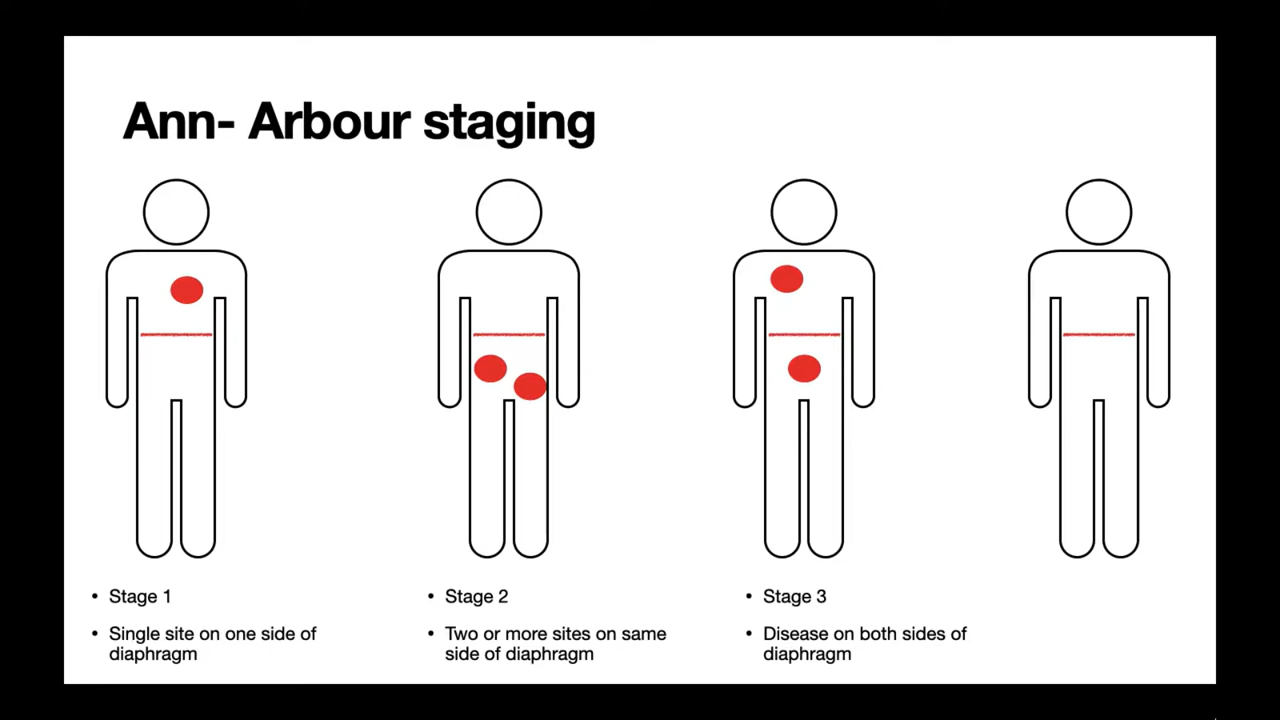 Ann- Arbour staging
• Stage 1
• Single site on one side of
diaphragm
• Stage 2
• Two or more sites on same
side of diaphragm
• Stage 3
• Disease on both sides of
diaphragm